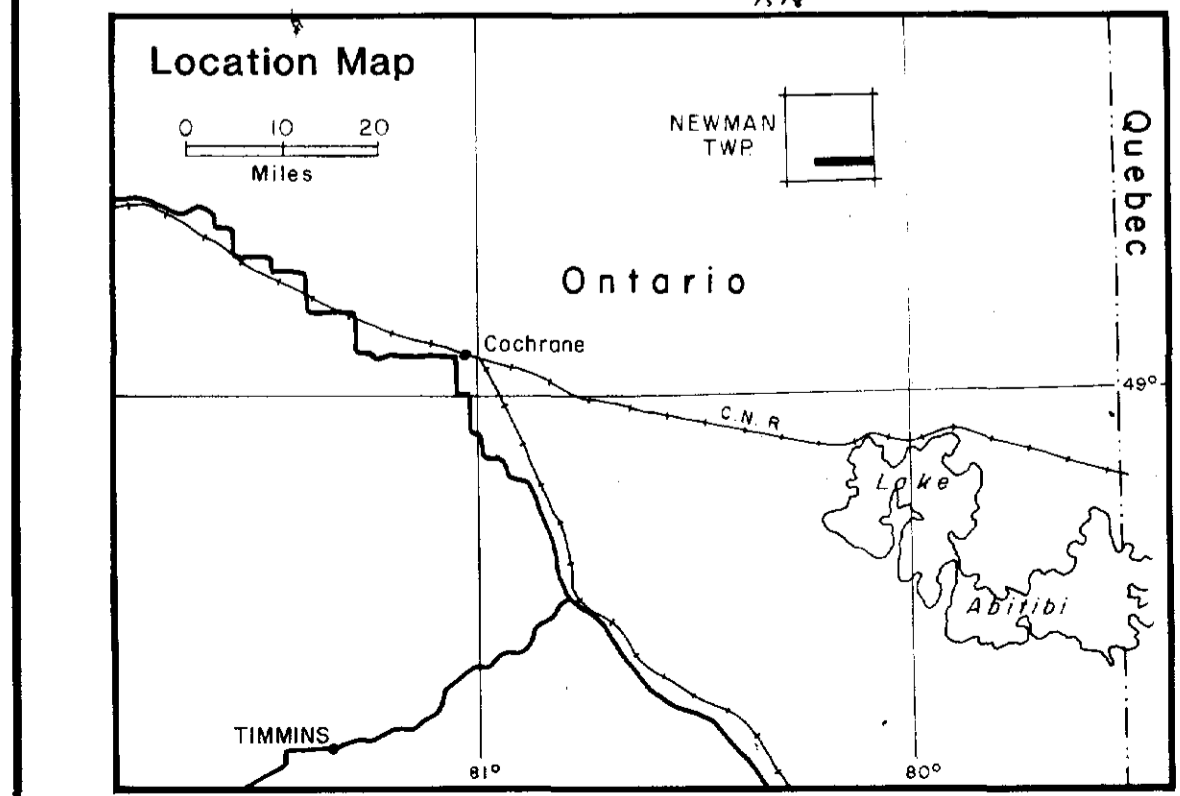 Location Map
0 10 20
Miles
NEWMAN
TWP.
Quebec
Ontario
Cochrane
49°
C.N.R
Lake
Abitibi
TIMMINS
81°
80°